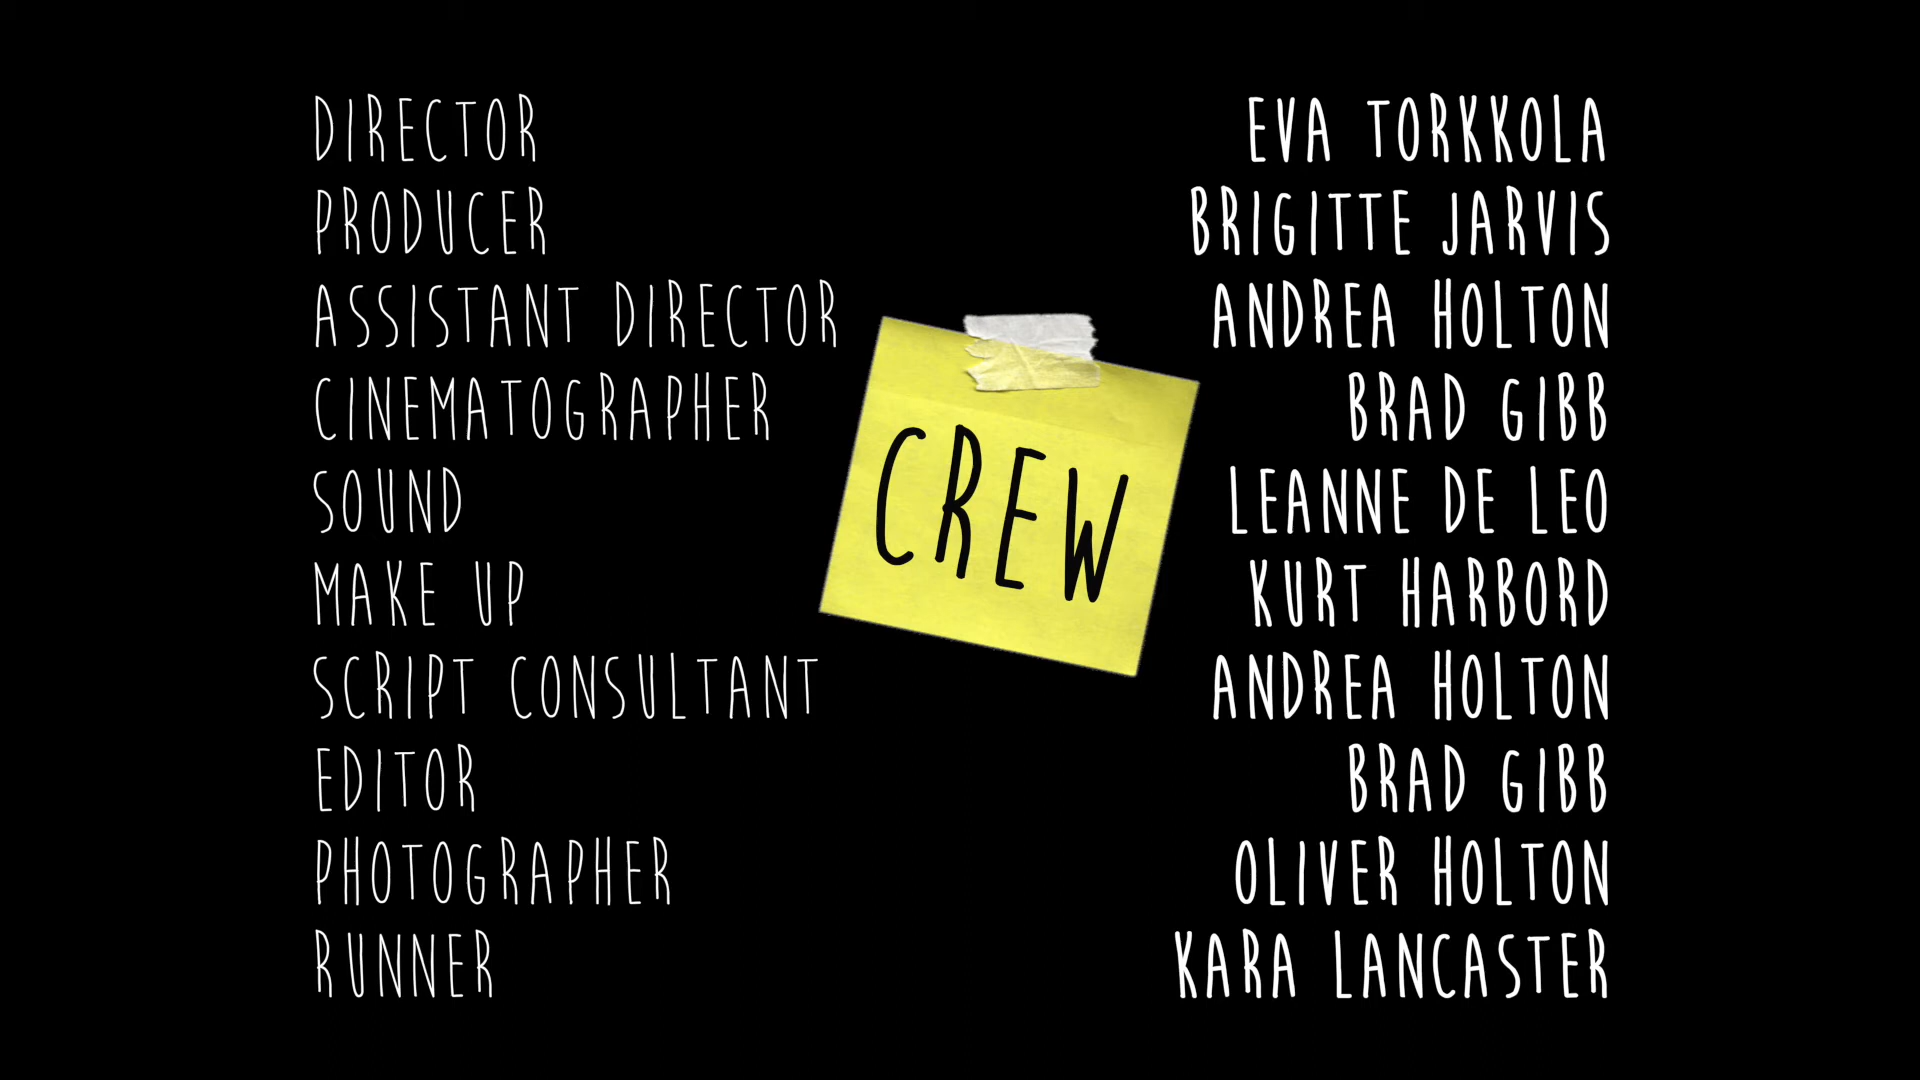 DIRECTOR EVA TORKKOLA
PRODUCER BRIGITTE JARVIS
ASSISTANT DIRECTOR ANDREA HOLTON
CINEMATOGRAPHER BRAD GIBB
SOUND LEANNE DE LEO
MAKE UP KURT HARBORD
SCRIPT CONSULTANT ANDREA HOLTON
EDITOR BRAD GIBB
PHOTOGRAPHER OLIVER HOLTON
RUNNER KARA LANCASTER
CREW